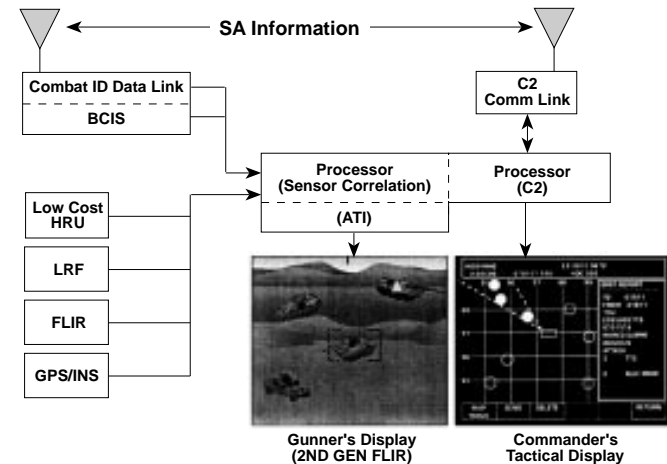 SA Information
Combat ID Data Link
BCIS
C2
Comm Link
Processor
(Sensor Correlation)
(ATI)
Processor
(C2)
Low Cost
HRU
LRF
FLIR
GPS/INS
RETURN
Gunner's Display
(2ND GEN FLIR)
Commander's
Tactical Display